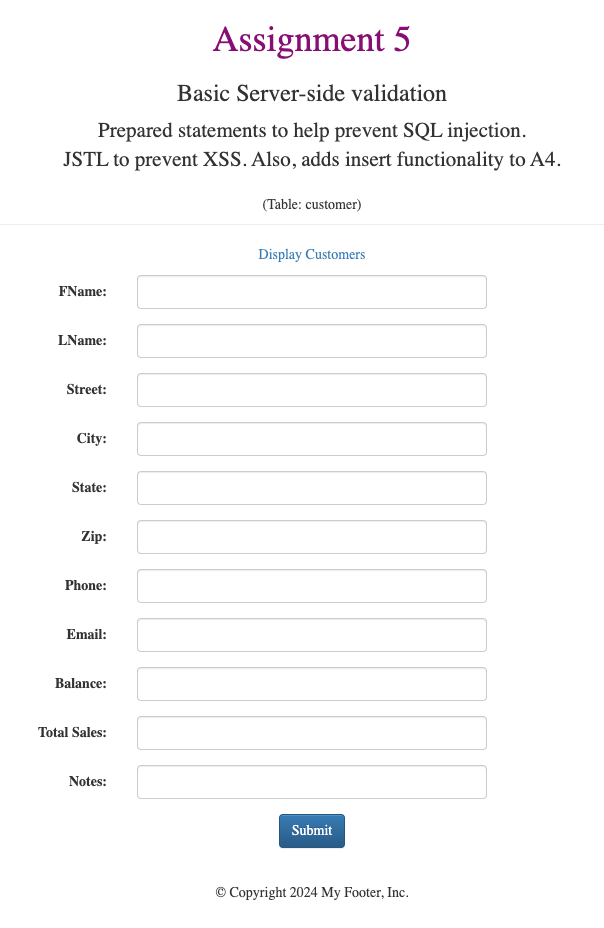 Assignment 5
Basic Server-side validation
Prepared statements to help prevent SQL injection.
JSTL to prevent XSS. Also, adds insert functionality to A4.
(Table: customer)
Display Customers
FName:
LName:
Street:
City:
State:
Zip:
Phone:
Email:
Balance:
Total Sales:
Notes:
Submit
© Copyright 2024 My Footer, Inc.